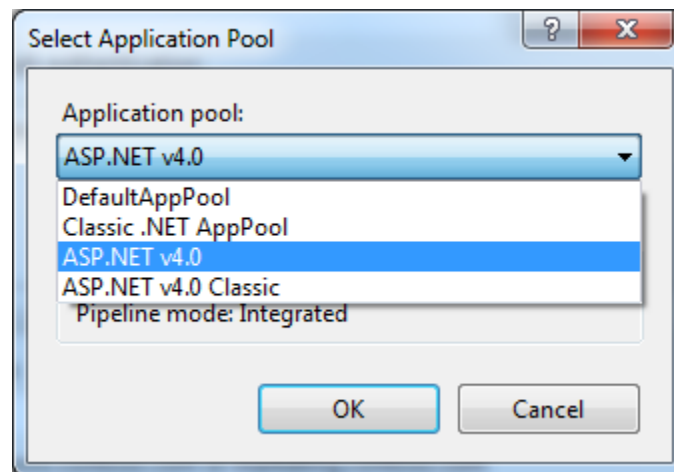 Select Application Pool
Application pool:
ASP.NET v4.0
DefaultAppPool
Classic .NET AppPool
ASP.NET v4.0
ASP.NET v4.0 Classic
Pipeline mode: Integrated
OK Cancel